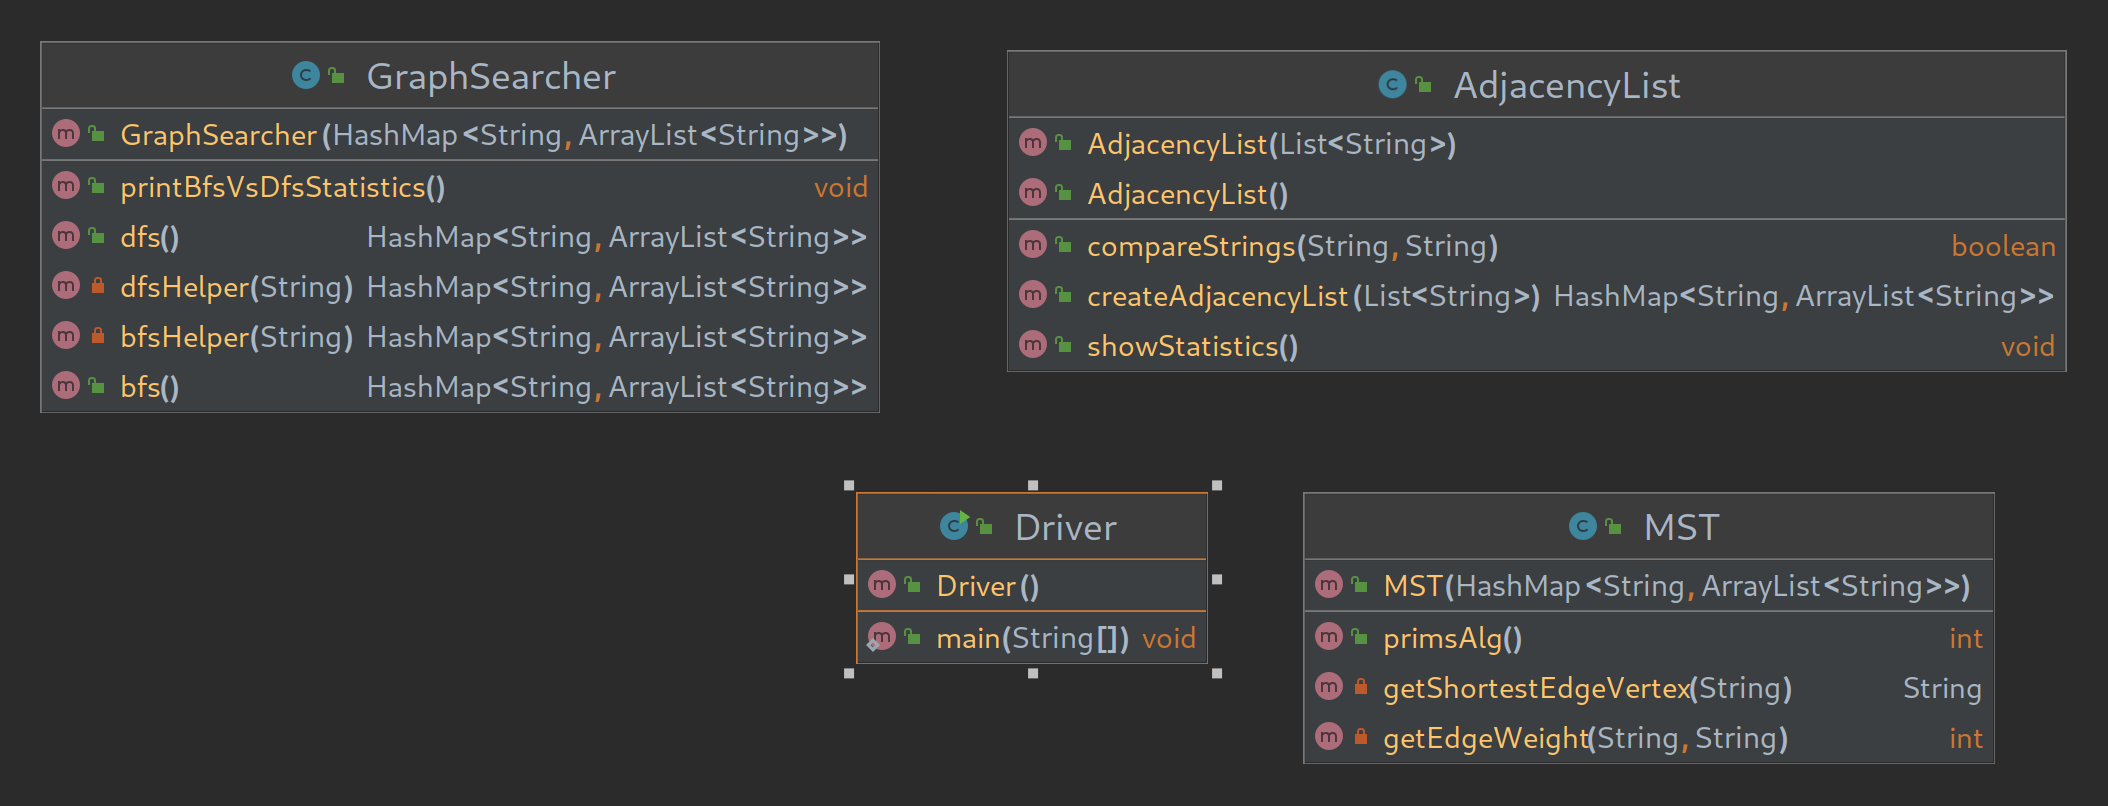 GraphSearcher
GraphSearcher(HashMap<String, ArrayList<String>>)
printBfsVsDfsStatistics() void
dfs() HashMap<String, ArrayList<String>>
dfsHelper(String) HashMap<String, ArrayList<String>>
bfsHelper(String) HashMap<String, ArrayList<String>>
bfs() HashMap<String, ArrayList<String>>
AdjacencyList
AdjacencyList(List<String>)
AdjacencyList()
compareStrings(String, String) boolean
createAdjacencyList(List<String>) HashMap<String, ArrayList<String>>
showStatistics() void
Driver
Driver()
main(String[]) void
MST
MST(HashMap<String, ArrayList<String>>)
primsAlg() int
getShortestEdgeVertex(String) String
getEdgeWeight(String, String) int